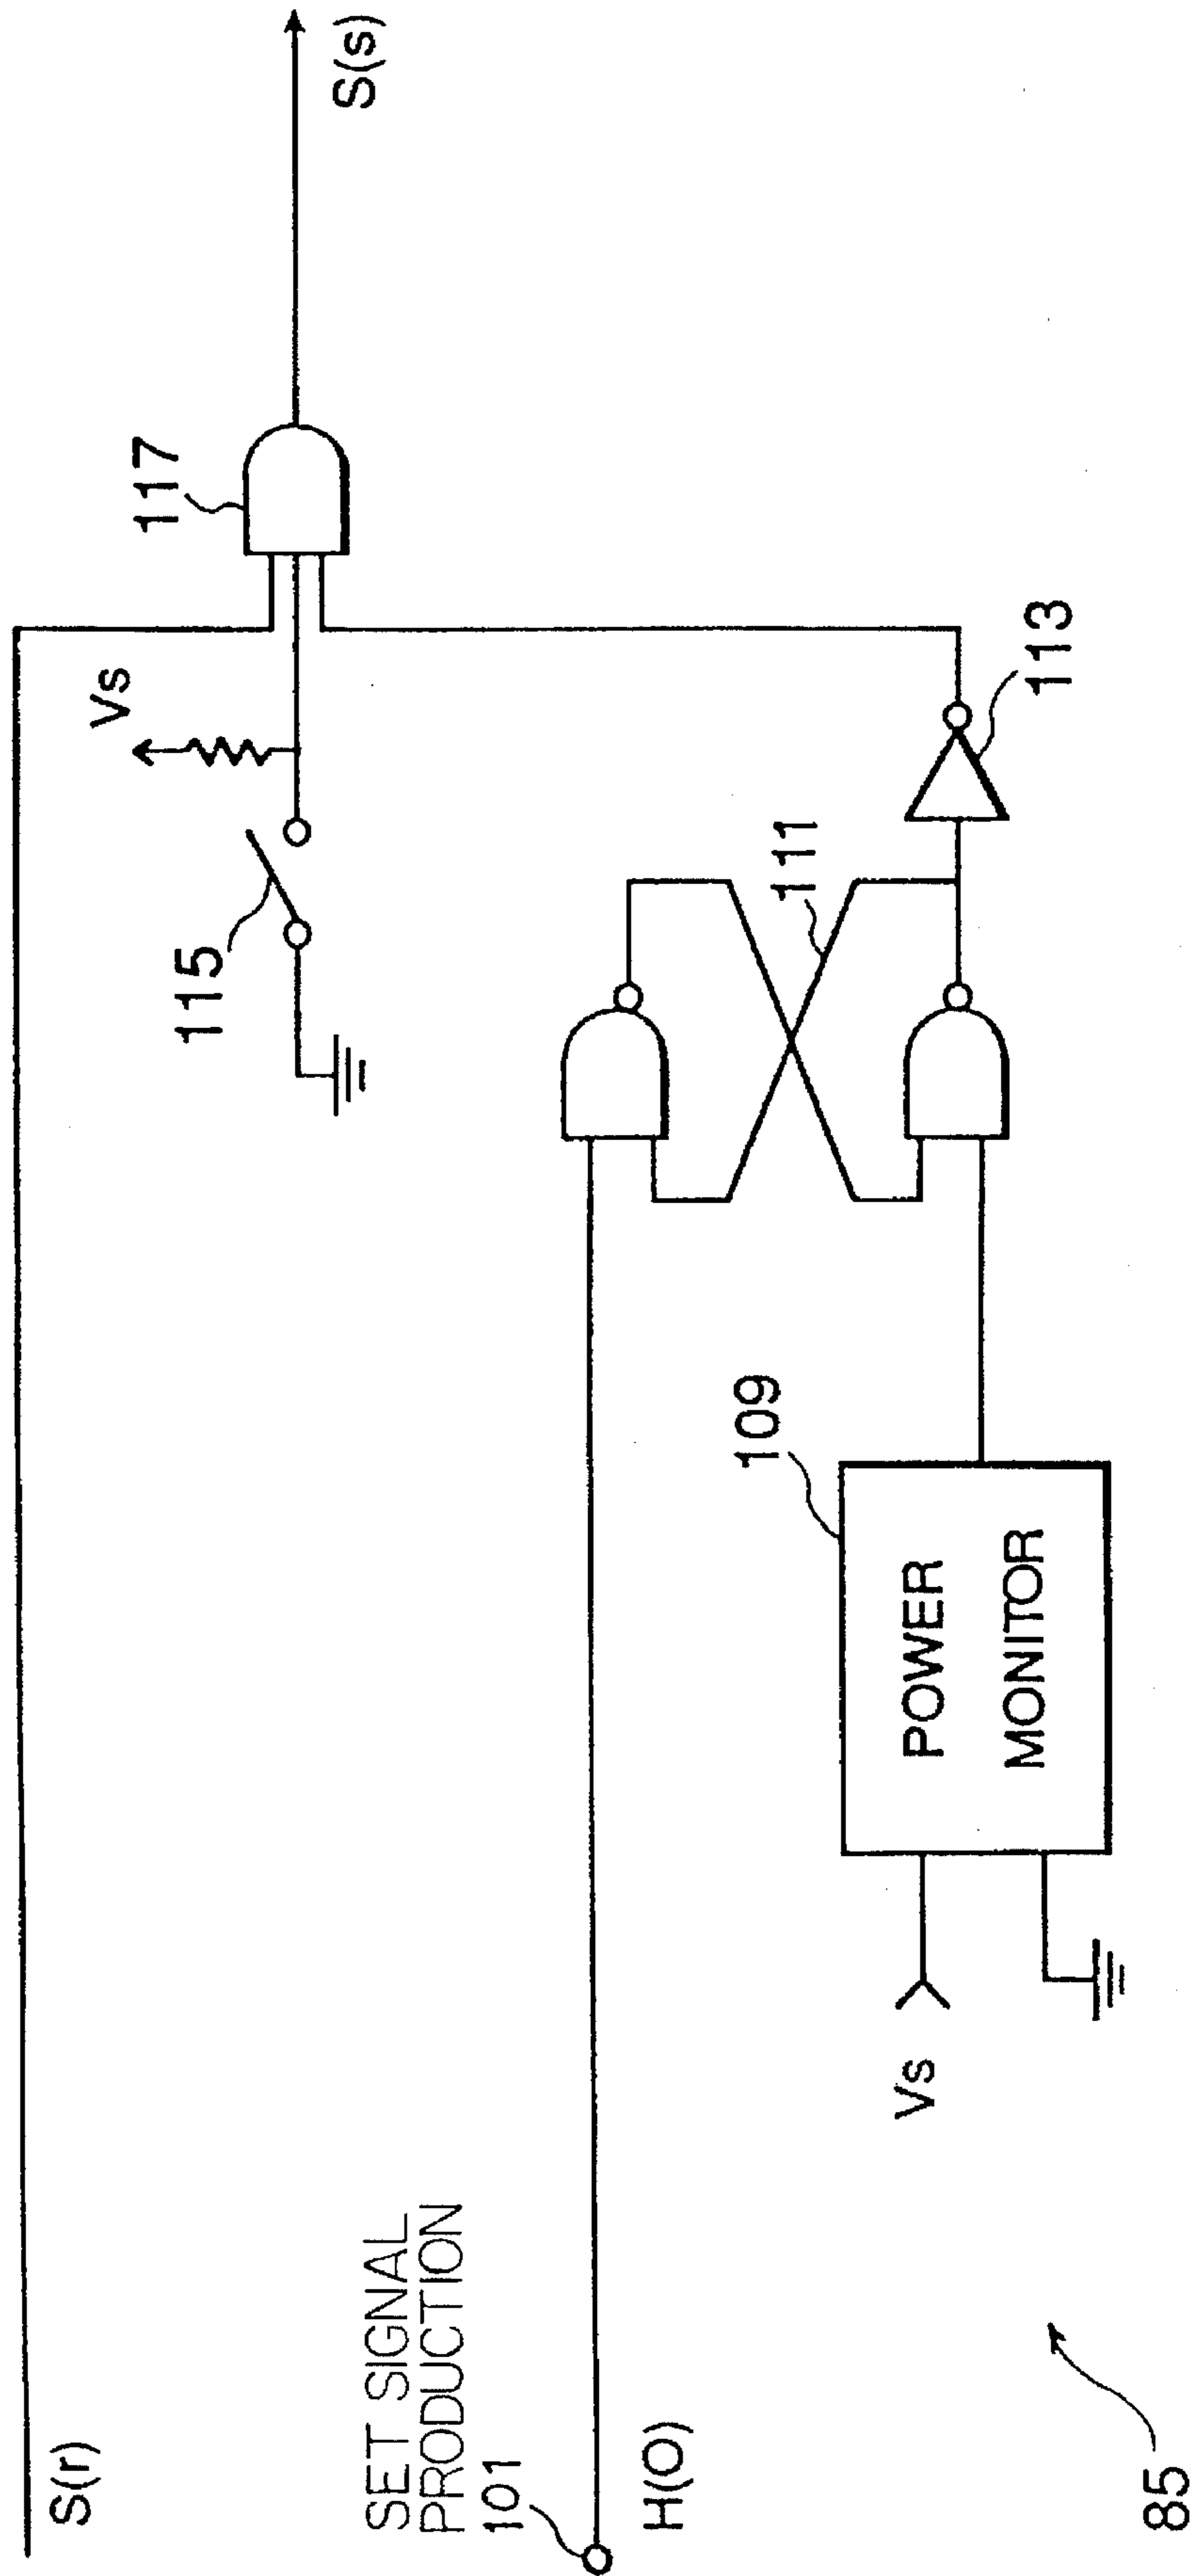 S(r)
S(s)
117
Vs
115
SET SIGNAL
PRODUCTION
101
H(O)
111
113
109
POWER
MONITOR
Vs
85